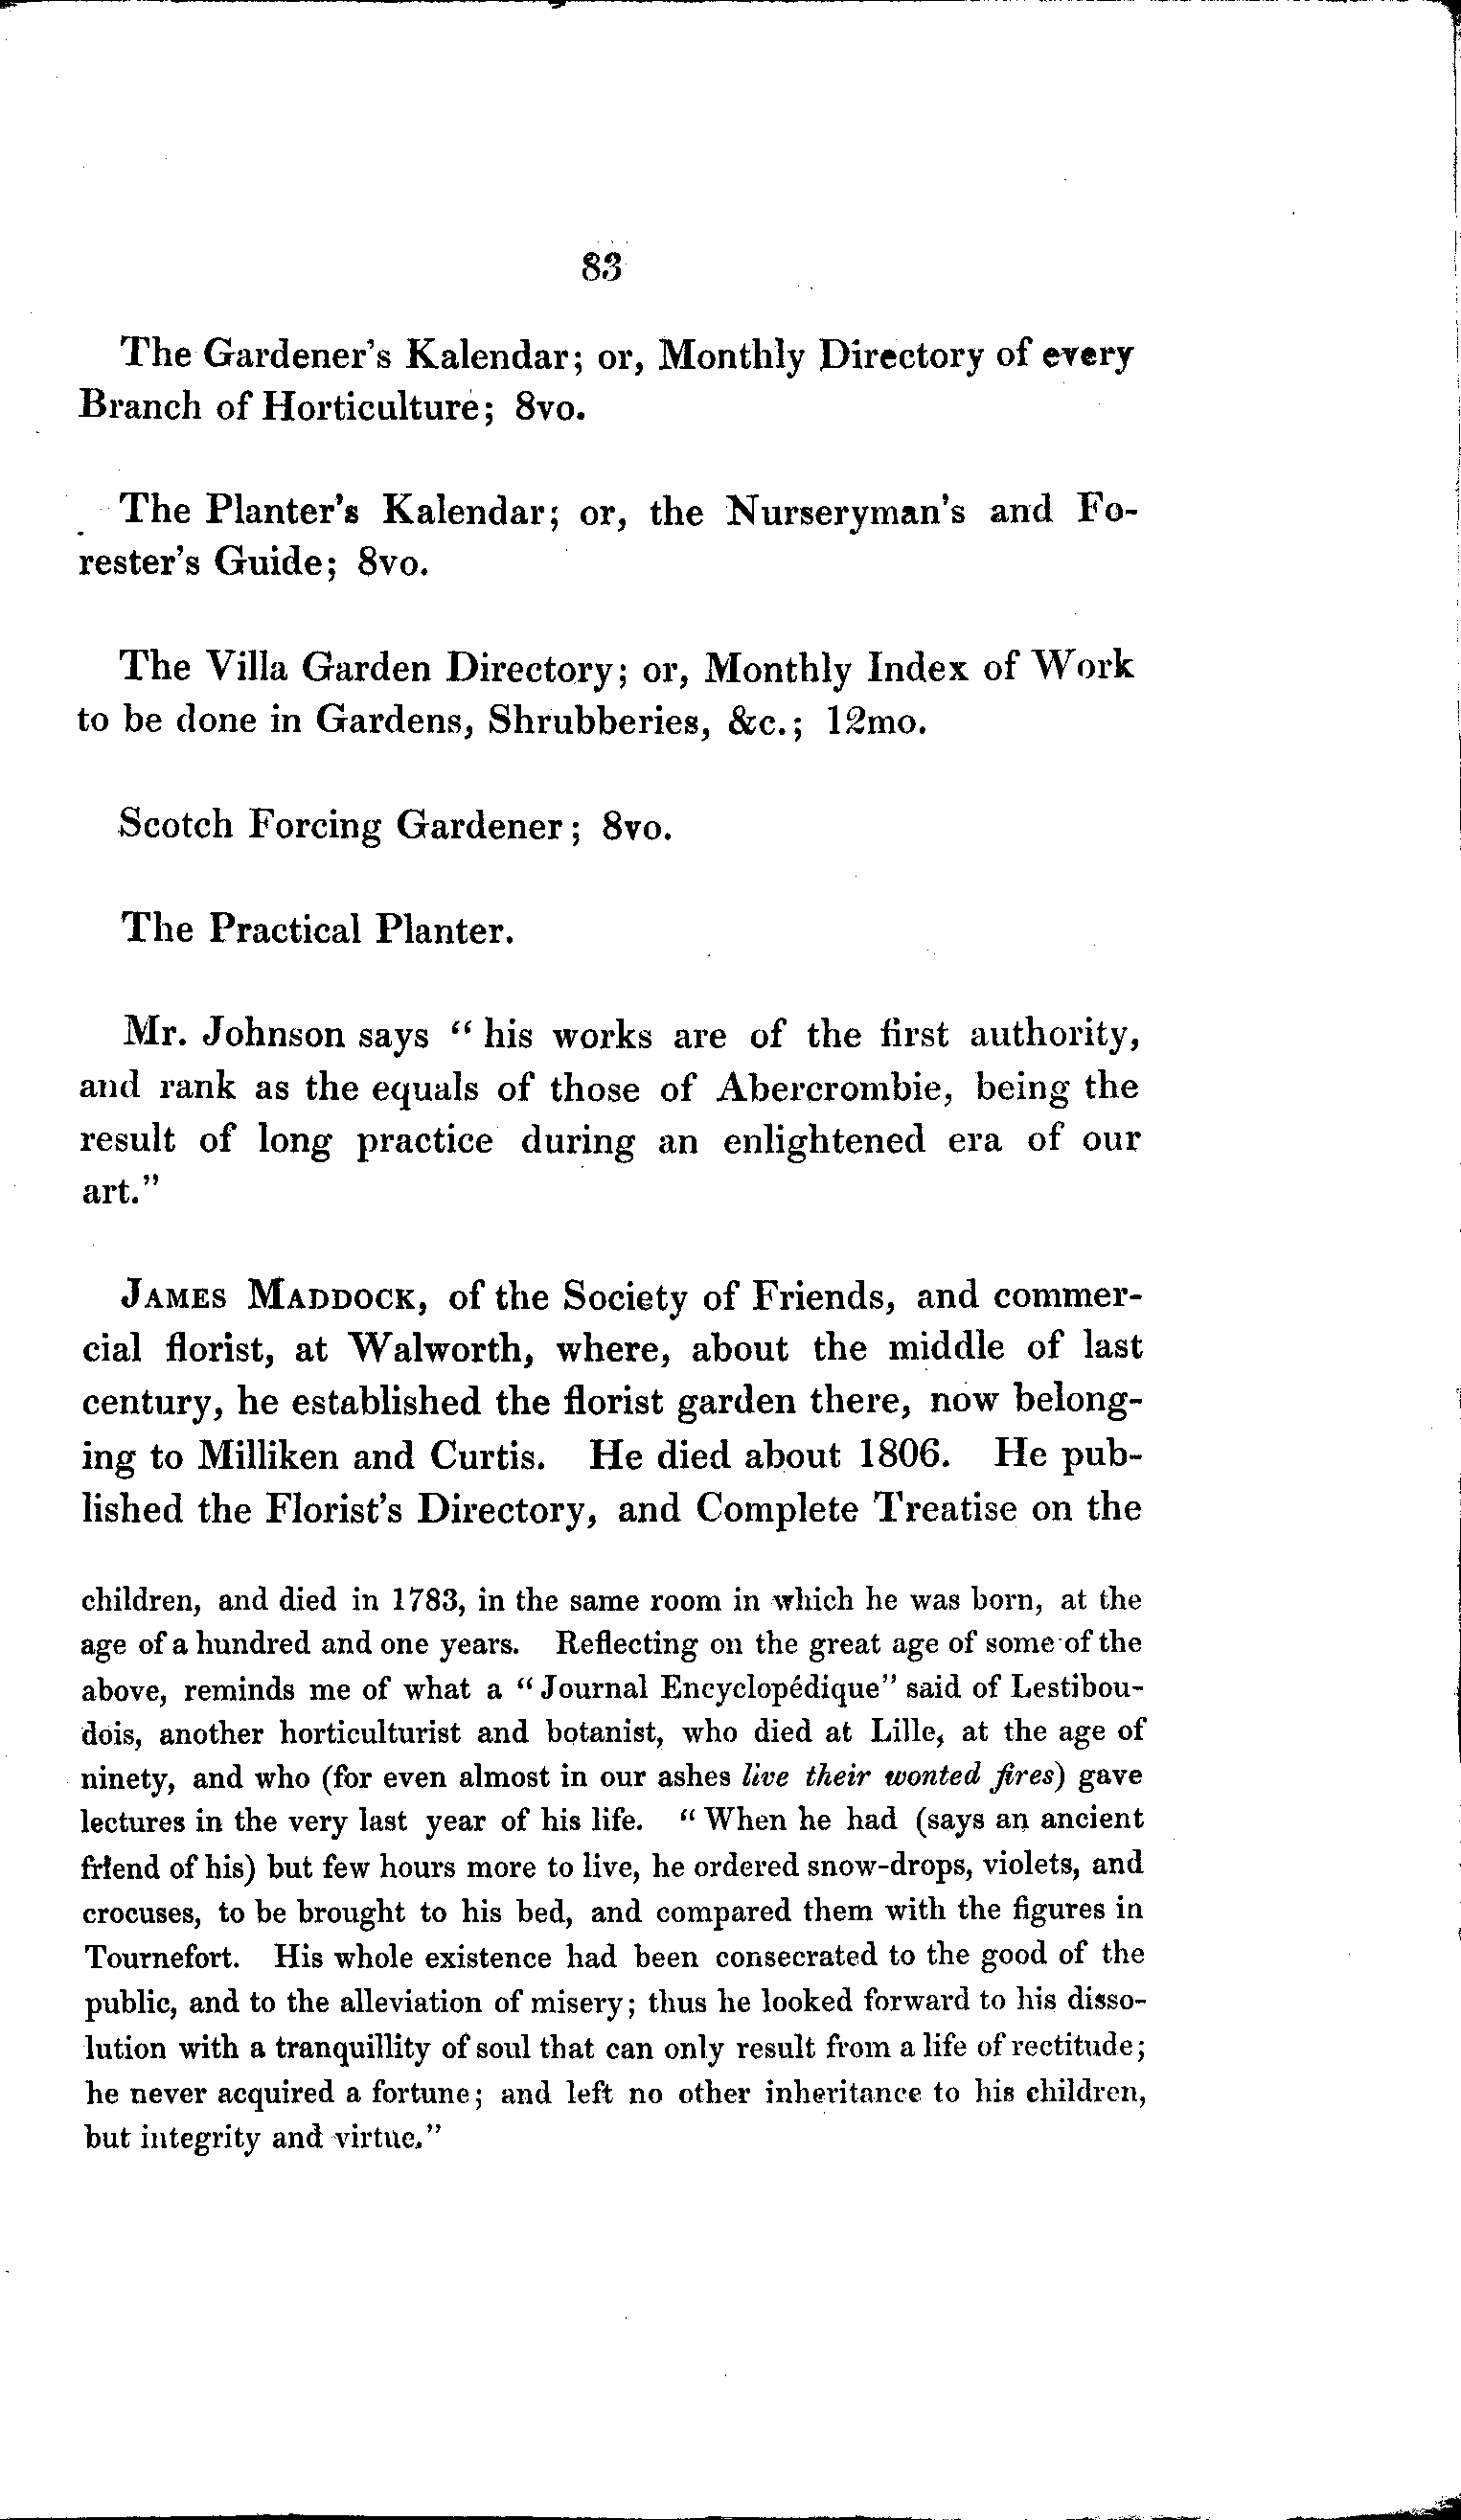 83
The Gardener's Kalendar; or, Monthly Directory of every
Branch of Horticulture; 8vo.
The Planter's Kalendar; or, the Nurseryman's and Fo-
rester's Guide; 8vo.
The Villa Garden Directory; or, Monthly Index of Work
to be done in Gardens, Shrubberies, &c.; 12mo.
Scotch Forcing Gardener; 8vo.
The Practical Planter.
Mr. Johnson says "his works are of the first authority,
and rank as the equals of those of Abercrombie, being the
result of long practice during an enlightened era of our
art."
JAMES MADDOCK, of the Society of Friends, and commer-
cial florist, at Walworth, where, about the middle of last
century, he established the florist garden there, now belong-
ing to Milliken and Curtis. He died about 1806. He pub-
lished the Florist's Directory, and Complete Treatise on the
children, and died in 1783, in the same room in which he was born, at the
age of a hundred and one years. Reflecting on the great age of some of the
above, reminds me of what a "Journal Encyclopédique" said of Lestibou-
dois, another horticulturist and botanist, who died at Lille, at the age of
ninety, and who (for even almost in our ashes live their wonted fires) gave
lectures in the very last year of his life. "When he had (says an ancient
friend of his) but few hours more to live, he ordered snow-drops, violets, and
crocuses, to be brought to his bed, and compared them with the figures in
Tournefort. His whole existence had been consecrated to the good of the
public, and to the alleviation of misery; thus he looked forward to his disso-
lution with a tranquillity of soul that can only result from a life of rectitude;
he never acquired a fortune; and left no other inheritance to his children,
but integrity and virtue."